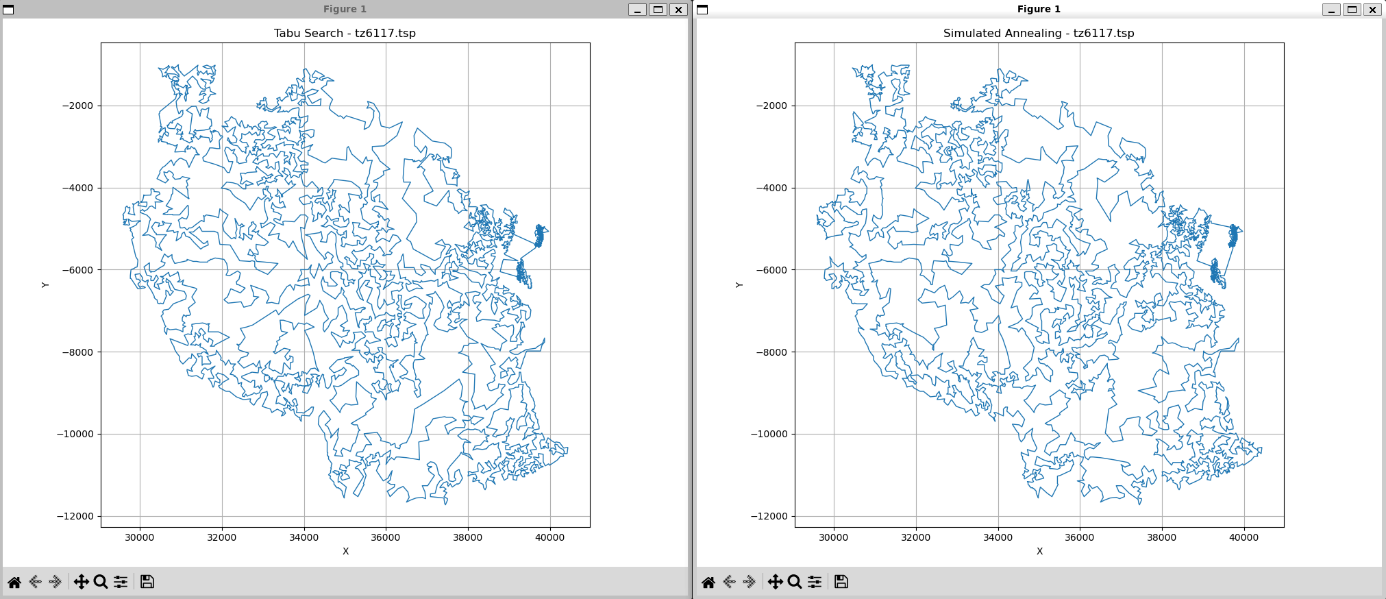 Figure 1
Tabu Search - tz6117.tsp
−2000
−4000
−6000
−8000
−10000
−12000
Y
30000 32000 34000 36000 38000 40000
X
Figure 1
Simulated Annealing - tz6117.tsp
−2000
−4000
−6000
−8000
−10000
−12000
Y
30000 32000 34000 36000 38000 40000
X